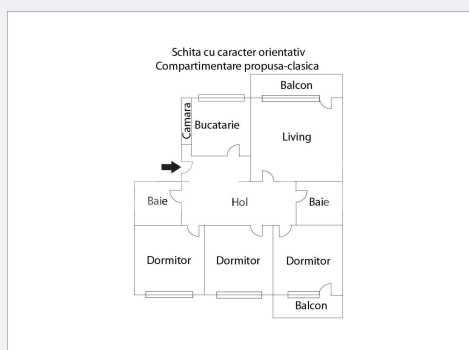 Schita cu caracter orientativ
Compartimentare propusa-clasica
Balcon
Camara
Bucatarie
Living
Baie
Hol
Baie
Dormitor
Dormitor
Dormitor
Balcon